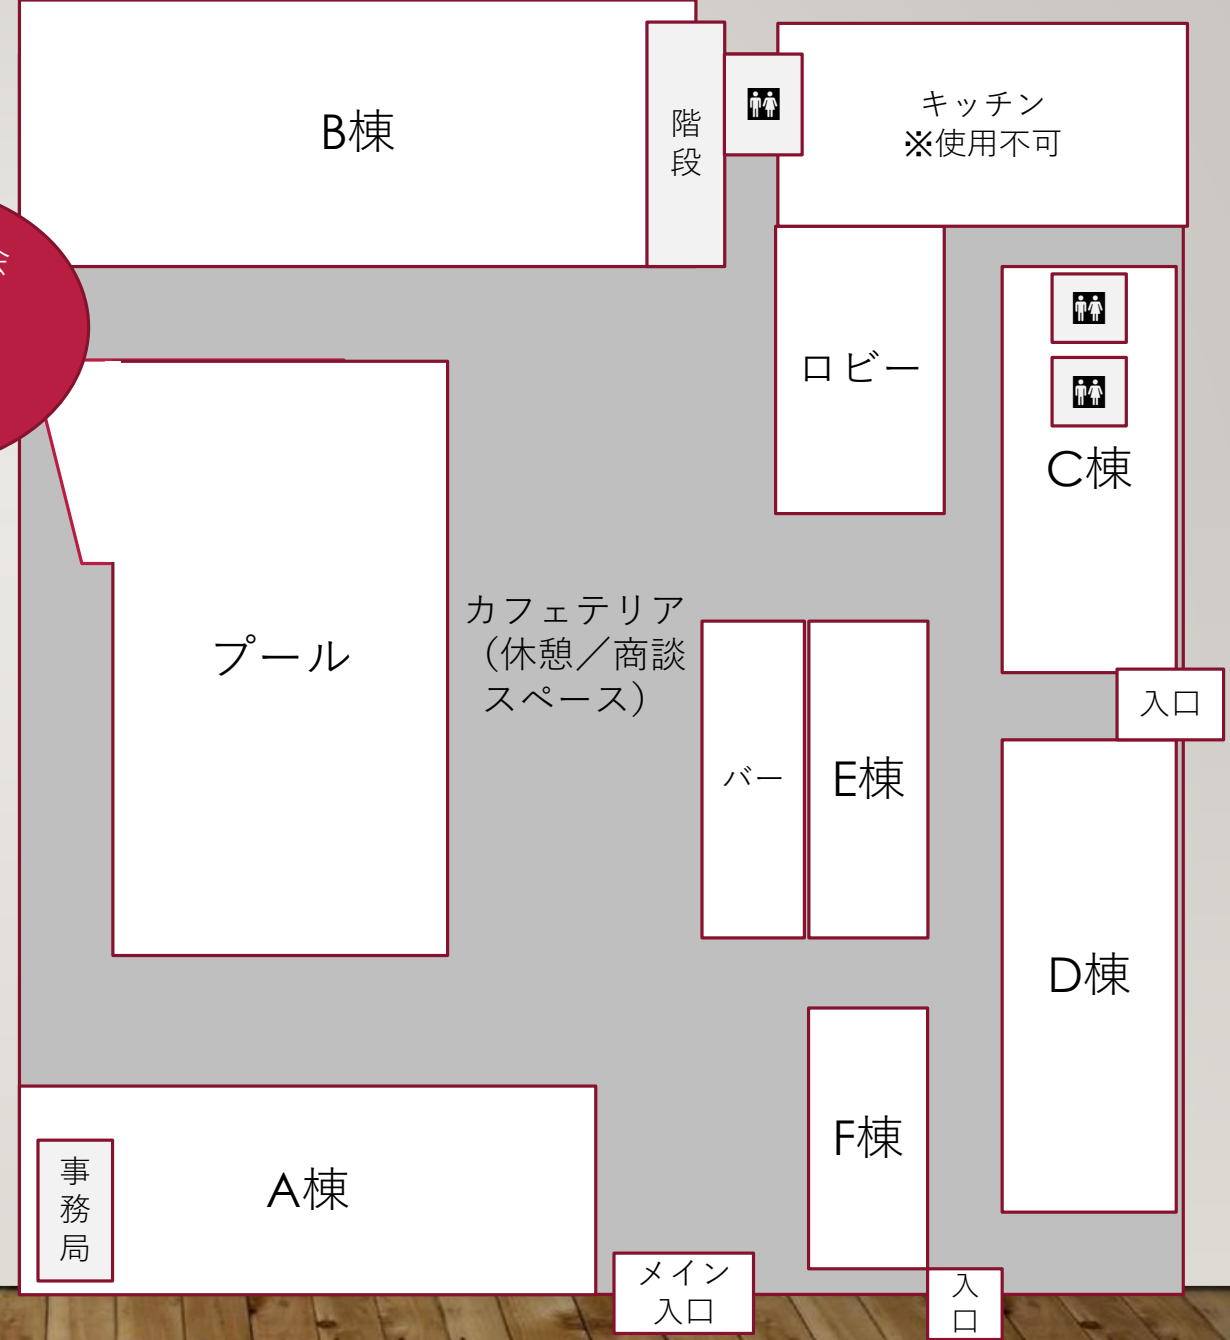 B棟
階
段
キッチン
※使用不可
ロビー
C棟
カフェテリア
（休憩／商談
スペース）
プール
入口
バー
E棟
D棟
F棟
A棟
事
務
局
メイン
入口
入
口